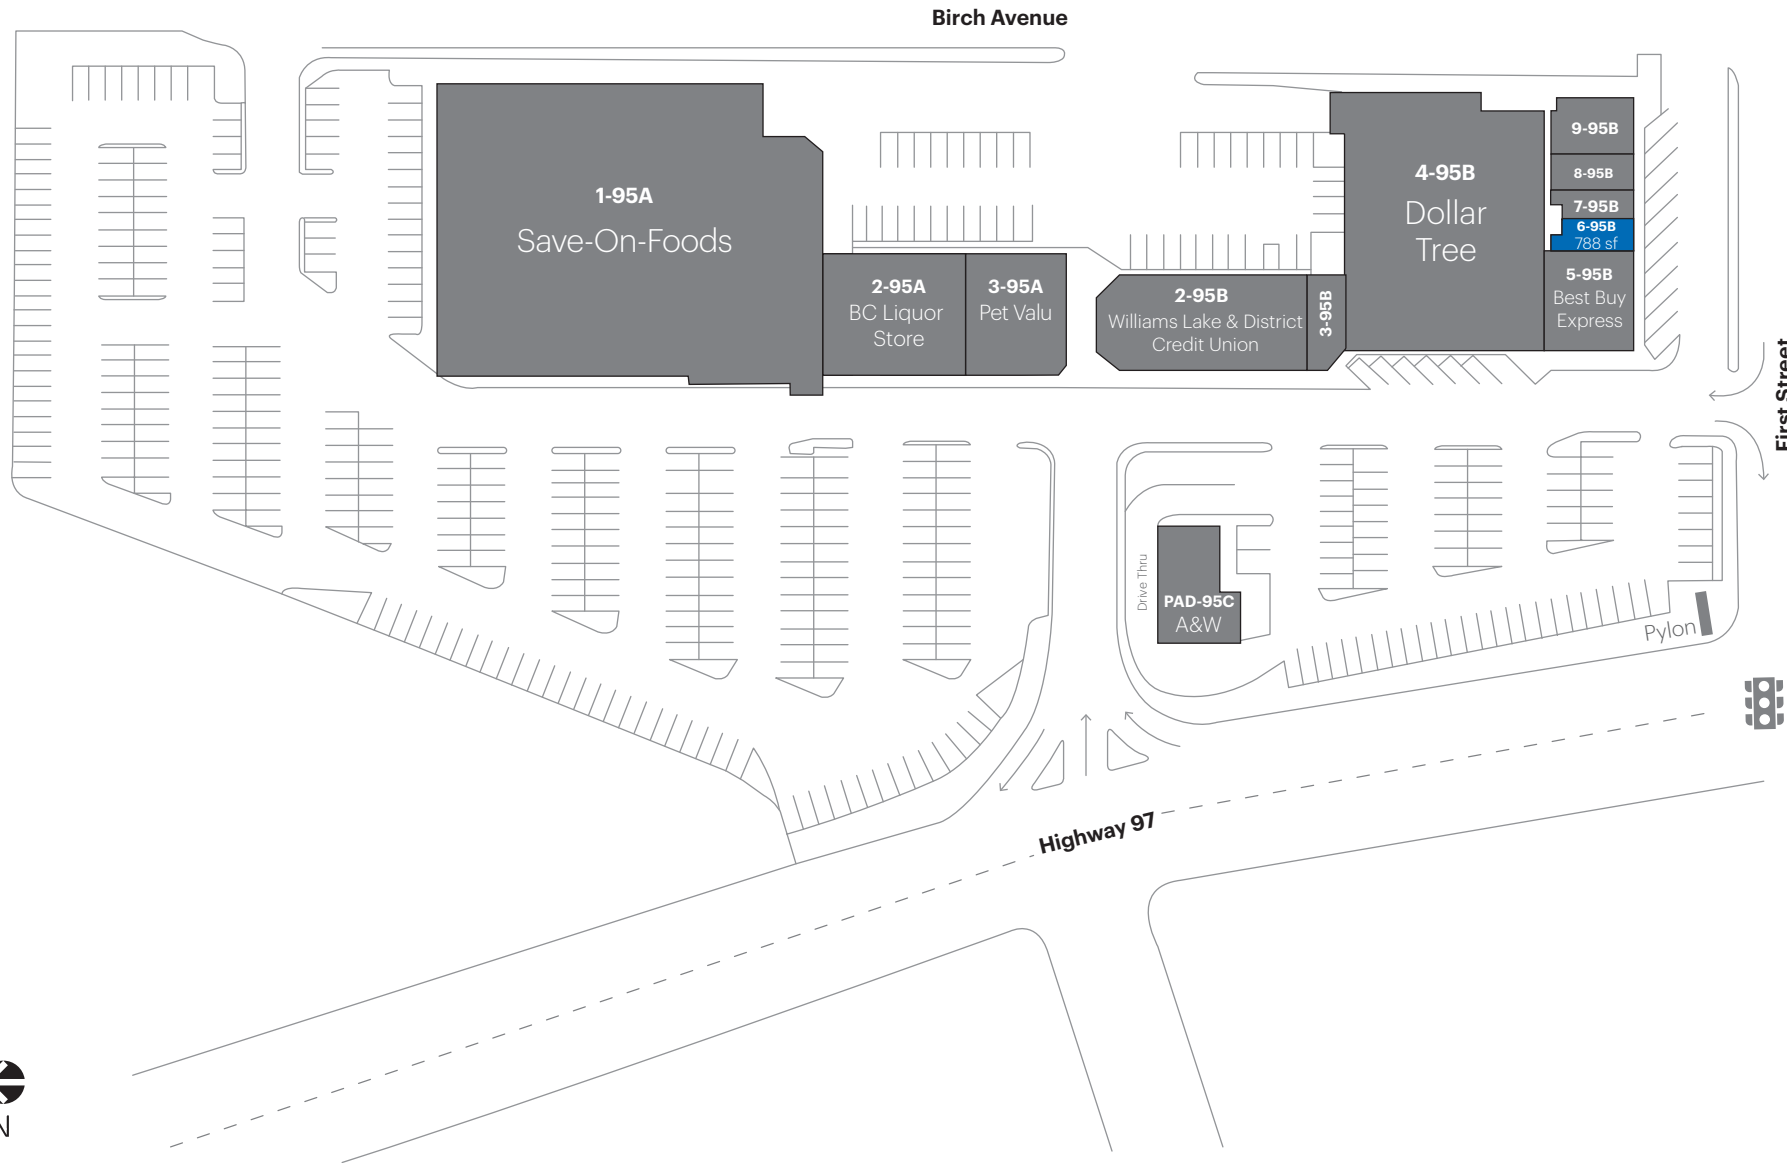 Birch Avenue
1-95A
Save-On-Foods
2-95A
BC Liquor
Store
3-95A
Pet Valu
2-95B
Williams Lake & District
Credit Union
3-95B
4-95B
Dollar
Tree
9-95B
8-95B
7-95B
6-95B
788 sf
5-95B
Best Buy
Express
First Street
Drive Thru
PAD-95C
A&W
Pylon
Highway 97
N